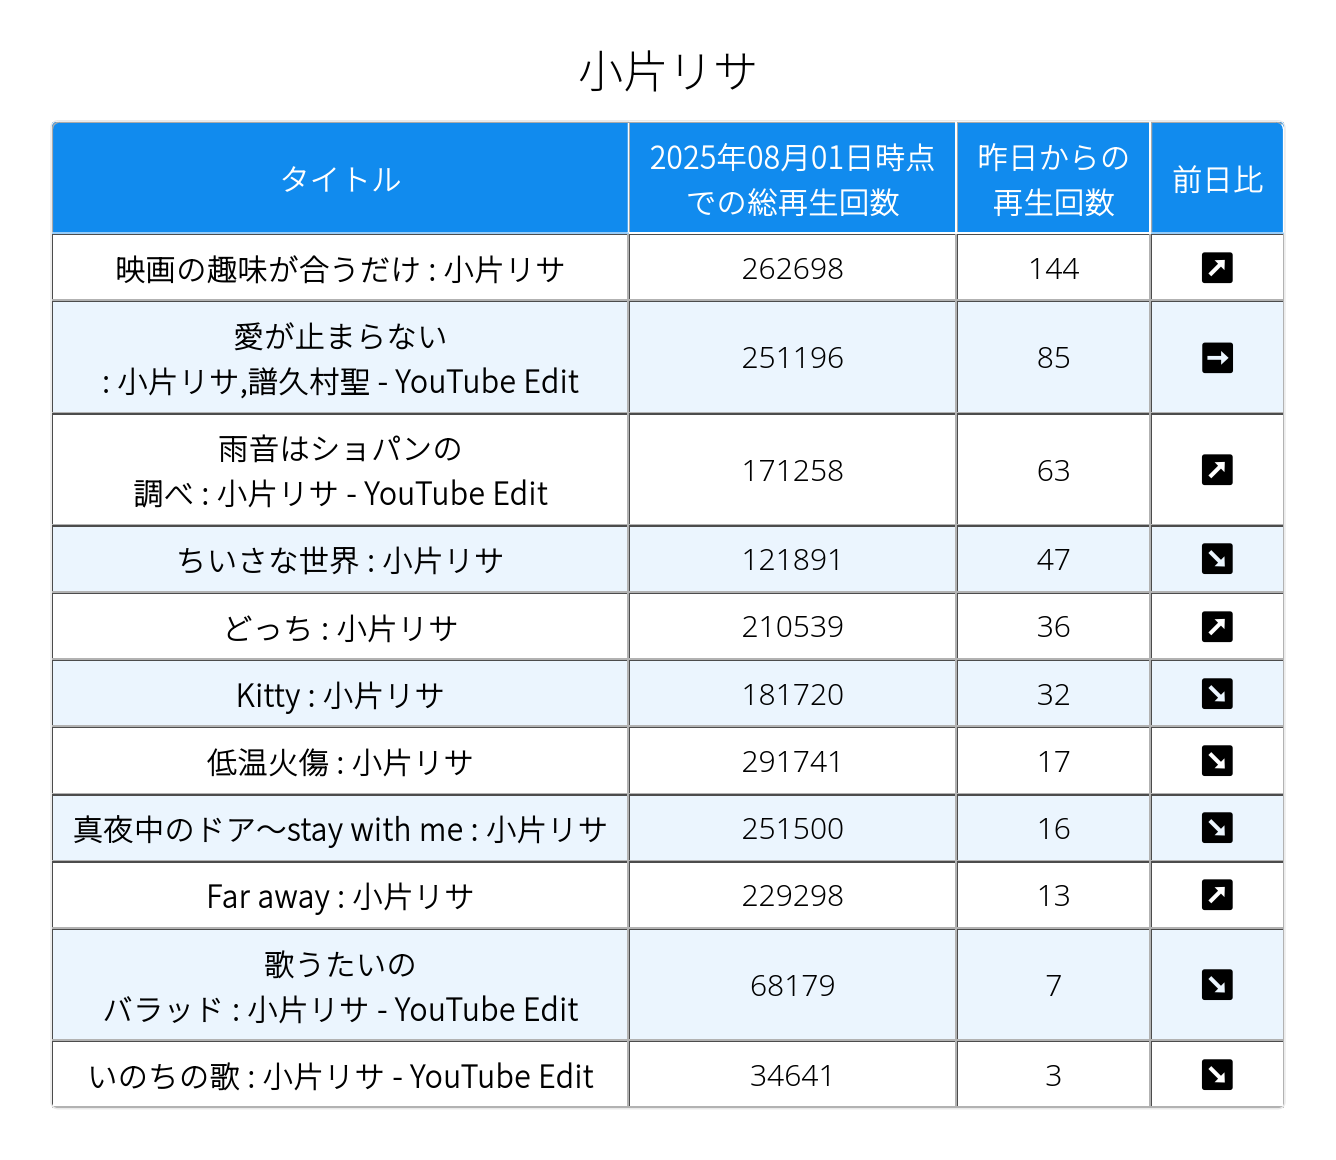 小片リサ
タイトル
2025年08月01日時点
での総再生回数
昨日からの
再生回数
前日比
映画の趣味が合うだけ : 小片リサ
262698
144
愛が止まらない
: 小片リサ,譜久村聖 - YouTube Edit
251196
85
雨音はショパンの
調べ : 小片リサ - YouTube Edit
171258
63
ちいさな世界 : 小片リサ
121891
47
どっち : 小片リサ
210539
36
Kitty : 小片リサ
181720
32
低温火傷 : 小片リサ
291741
17
真夜中のドア〜stay with me : 小片リサ
251500
16
Far away : 小片リサ
229298
13
歌うたいの
バラッド : 小片リサ - YouTube Edit
68179
7
いのちの歌 : 小片リサ - YouTube Edit
34641
3